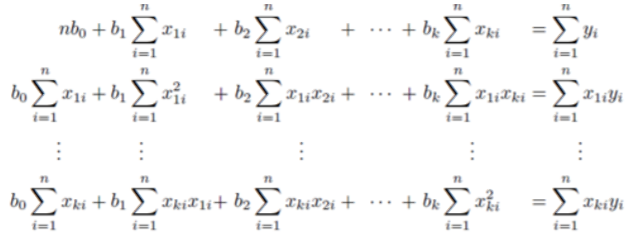 $nb_0 + b_1 \sum_{i=1}^{n} x_{1i} + b_2 \sum_{i=1}^{n} x_{2i} + \cdots + b_k \sum_{i=1}^{n} x_{ki} = \sum_{i=1}^{n} y_i$
$b_0 \sum_{i=1}^{n} x_{1i} + b_1 \sum_{i=1}^{n} x_{1i}^2 + b_2 \sum_{i=1}^{n} x_{1i} x_{2i} + \cdots + b_k \sum_{i=1}^{n} x_{1i} x_{ki} = \sum_{i=1}^{n} x_{1i} y_i$
$\vdots \quad \vdots \quad \vdots \quad \vdots \quad \vdots$
$b_0 \sum_{i=1}^{n} x_{ki} + b_1 \sum_{i=1}^{n} x_{ki} x_{1i} + b_2 \sum_{i=1}^{n} x_{ki} x_{2i} + \cdots + b_k \sum_{i=1}^{n} x_{ki}^2 = \sum_{i=1}^{n} x_{ki} y_i$